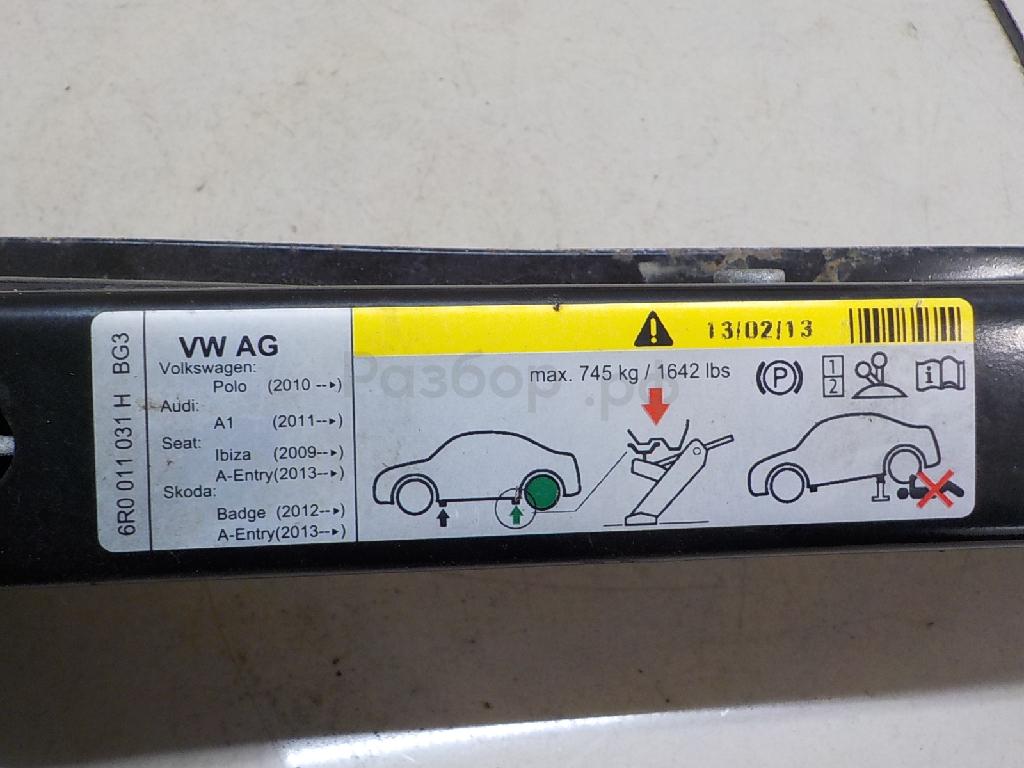 6R0 011 031 H BG3
VW AG
Volkswagen:
Polo (2010 --▸)
Audi:
A1 (2011--▸)
Seat:
Ibiza (2009--▸)
A-Entry(2013--▸)
Skoda:
Badge (2012--▸)
A-Entry(2013--▸)
13/02/13
max. 745 kg / 1642 lbs
(P)
1
2
i
Разбор.рф